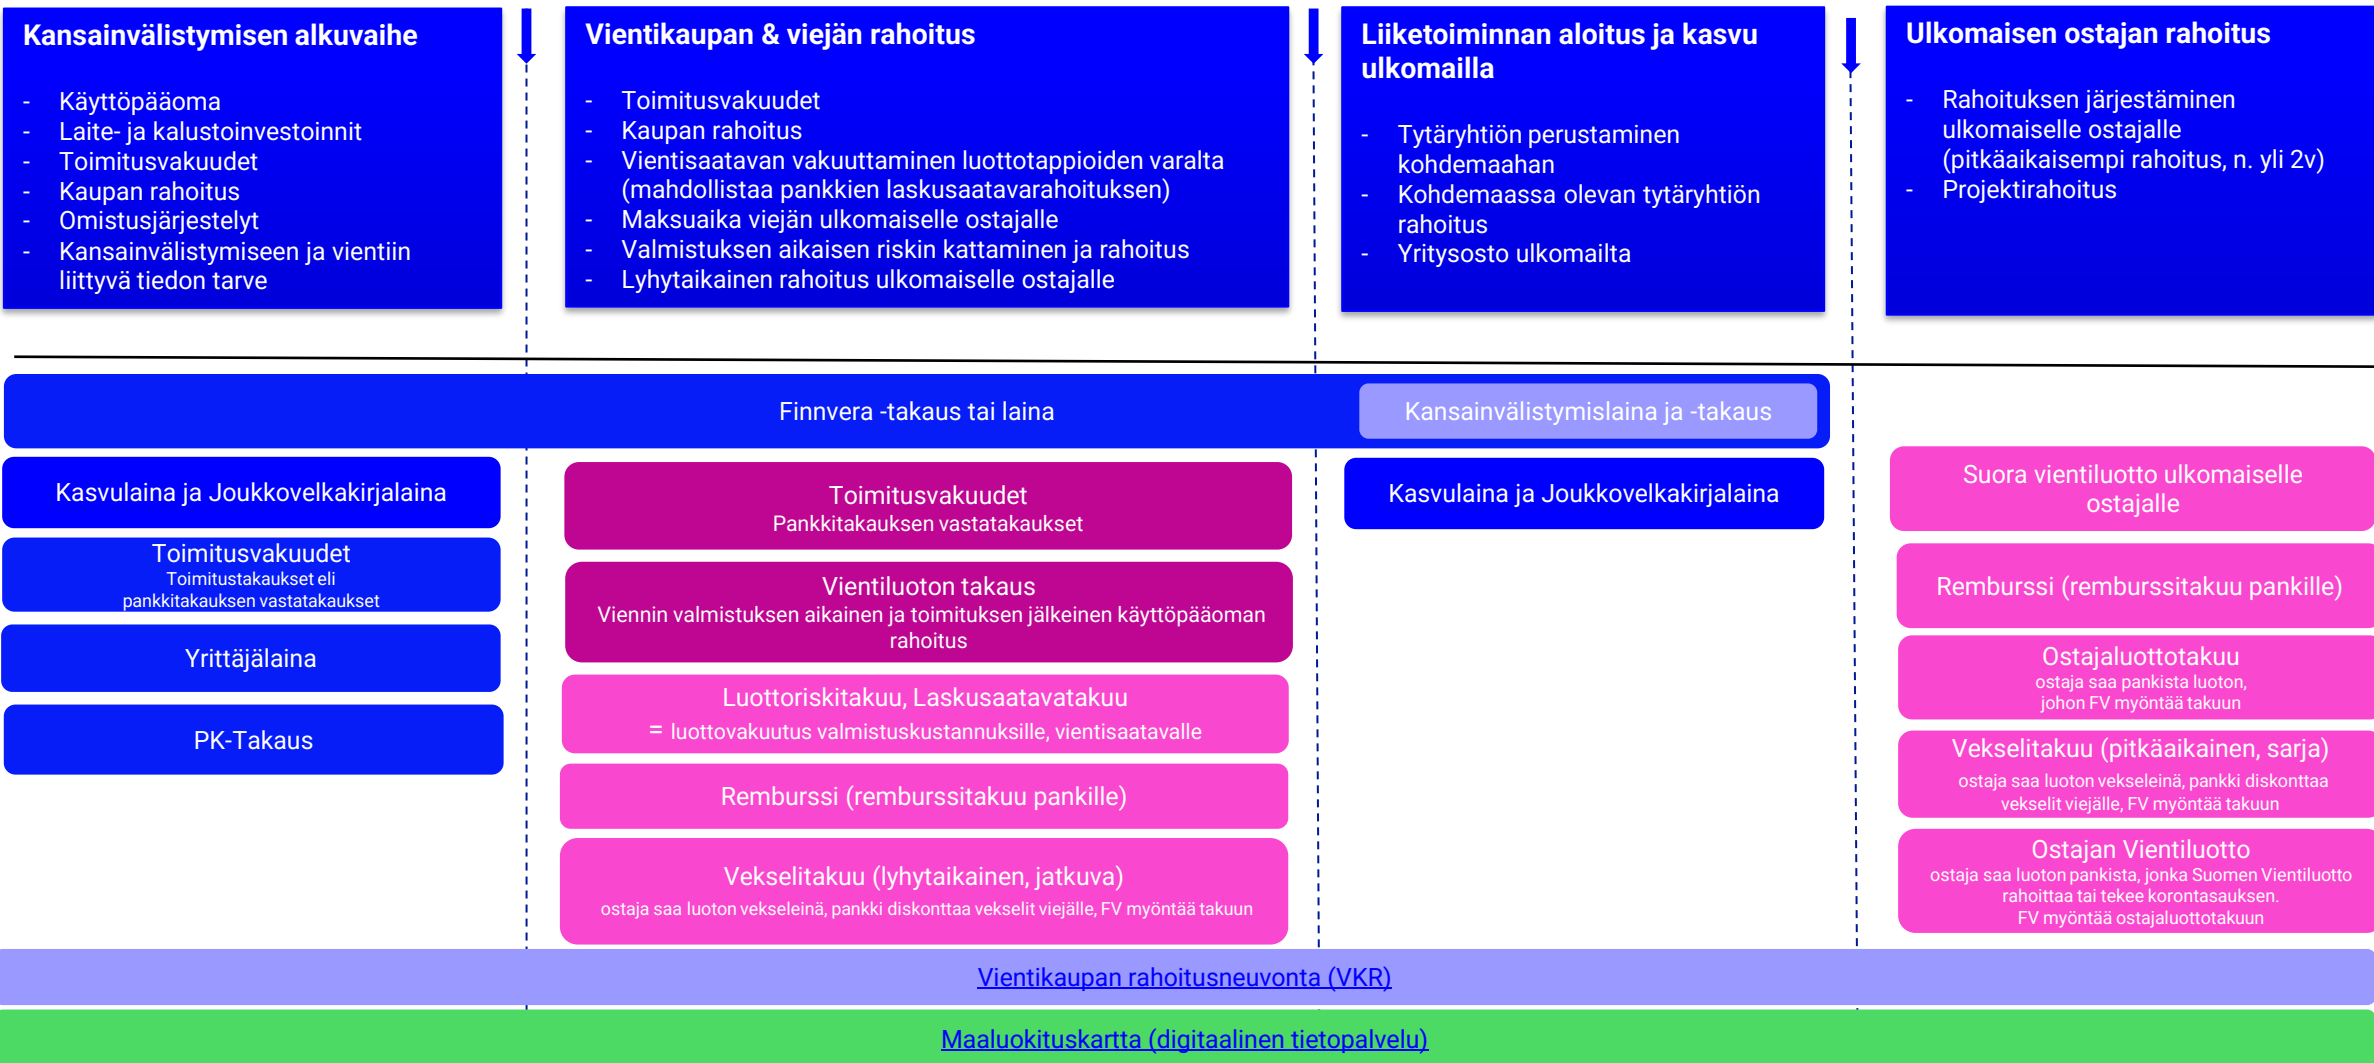 Kansainvälistymisen alkuvaihe
- Käyttöpääoma
- Laite- ja kalustoinvestoinnit
- Toimitusvakuudet
- Kaupan rahoitus
- Omistusjärjestelyt
- Kansainvälistymiseen ja vientiin
liittyvä tiedon tarve
Vientikaupan & viejän rahoitus
- Toimitusvakuudet
- Kaupan rahoitus
- Vientisaatavan vakuuttaminen luottotappioiden varalta
(mahdollistaa pankkien laskusaatavarahoituksen)
- Maksuaika viejän ulkomaiselle ostajalle
- Valmistuksen aikaisen riskin kattaminen ja rahoitus
- Lyhytaikainen rahoitus ulkomaiselle ostajalle
Liiketoiminnan aloitus ja kasvu
ulkomailla
- Tytäryhtiön perustaminen
kohdemaahan
- Kohdemaassa olevan tytäryhtiön
rahoitus
- Yritysosto ulkomailta
Ulkomaisen ostajan rahoitus
- Rahoituksen järjestäminen
ulkomaiselle ostajalle
(pitkäaikaisempi rahoitus, n. yli 2v)
- Projektirahoitus
Finnvera -takaus tai laina
Kansainvälistymislaina ja -takaus
Kasvulaina ja Joukkovelkakirjalaina
Toimitusvakuudet
Toimitustakaukset eli
pankkitakauksen vastatakaukset
Yrittäjälaina
PK-Takaus
Toimitusvakuudet
Pankkitakauksen vastatakaukset
Vientiluoton takaus
Viennin valmistuksen aikainen ja toimituksen jälkeinen käyttöpääoman
rahoitus
Luottoriskitakuu, Laskusaatavatakuu
= luottovakuutus valmistuskustannuksille, vientisaatavalle
Remburssi (remburssitakuu pankille)
Vekselitakuu (lyhytaikainen, jatkuva)
ostaja saa luoton vekseleinä, pankki diskonttaa vekselit viejälle, FV myöntää takuun
Kasvulaina ja Joukkovelkakirjalaina
Suora vientiluotto ulkomaiselle
ostajalle
Remburssi (remburssitakuu pankille)
Ostajaluottotakuu
ostaja saa pankista luoton,
johon FV myöntää takuun
Vekselitakuu (pitkäaikainen, sarja)
ostaja saa luoton vekseleinä, pankki diskonttaa
vekselit viejälle, FV myöntää takuun
Ostajan Vientiluotto
ostaja saa luoton pankista, jonka Suomen Vientiluotto
rahoittaa tai tekee korontasauksen.
FV myöntää ostajaluottotakuun
Vientikaupan rahoitusneuvonta (VKR)
Maaluokituskartta (digitaalinen tietopalvelu)